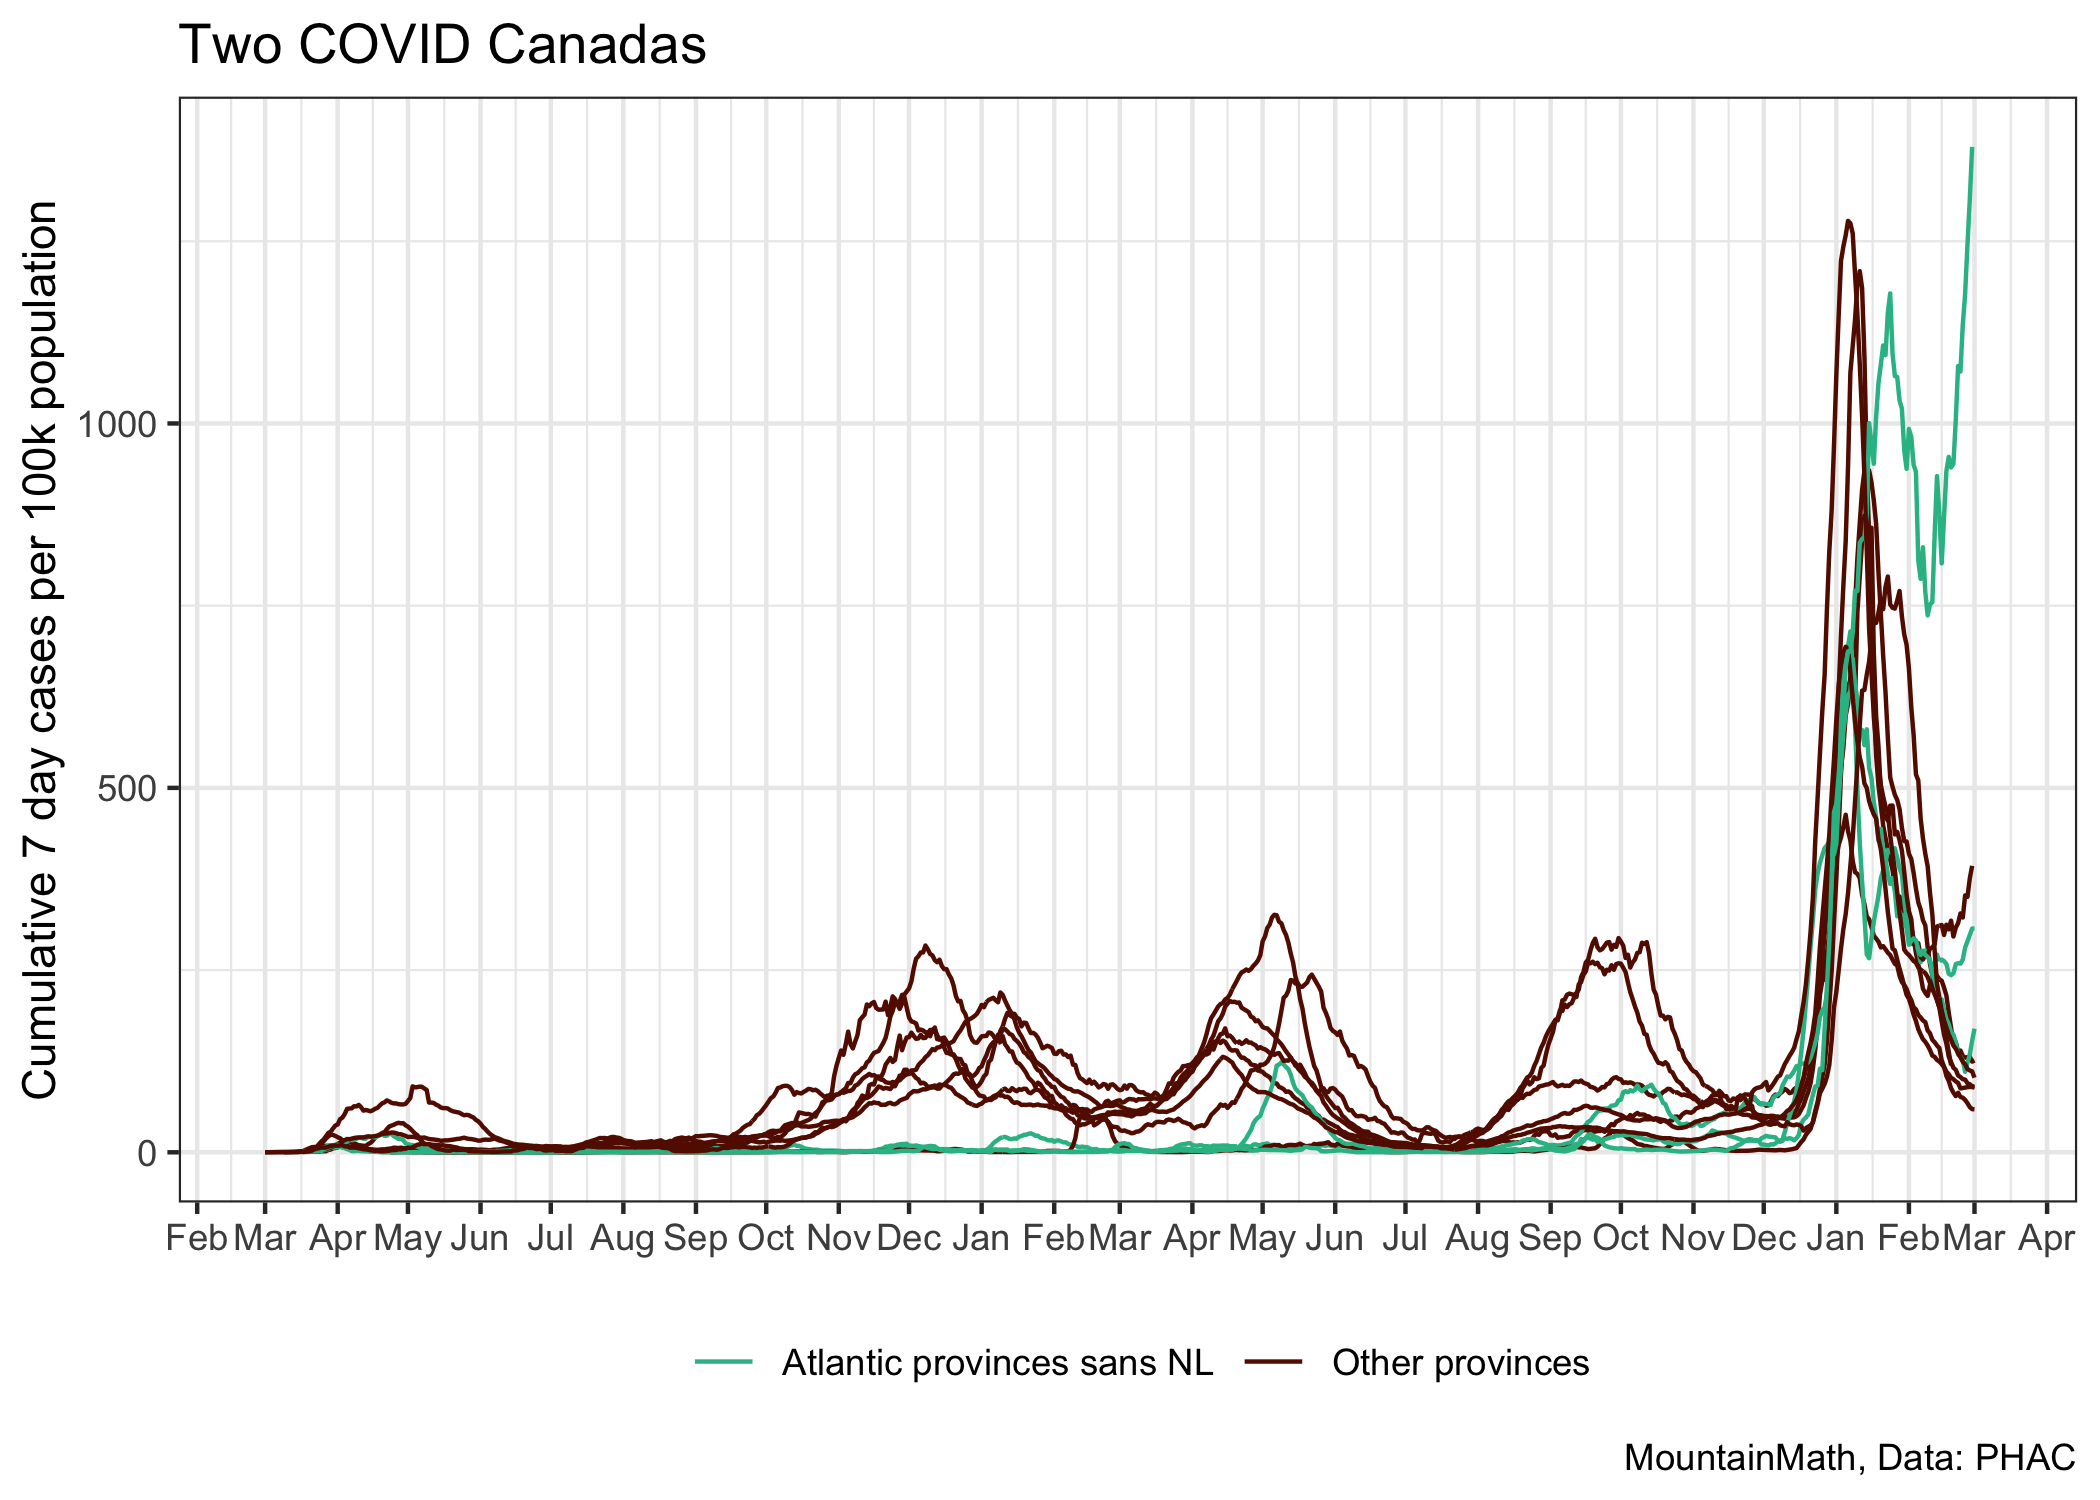 Two COVID Canadas
Cumulative 7 day cases per 100k population
1000
500
0
Feb Mar Apr May Jun Jul Aug Sep Oct Nov Dec Jan Feb Mar Apr May Jun Jul Aug Sep Oct Nov Dec Jan Feb Mar Apr
Atlantic provinces sans NL Other provinces
MountainMath, Data: PHAC